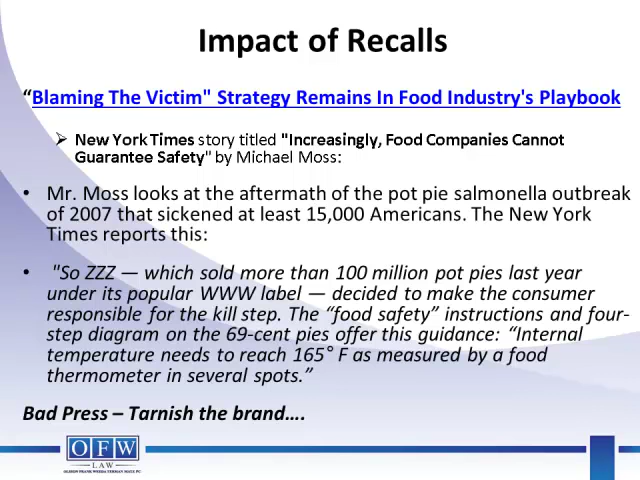 Impact of Recalls
“Blaming The Victim" Strategy Remains In Food Industry's Playbook
➢ New York Times story titled "Increasingly, Food Companies Cannot
Guarantee Safety" by Michael Moss:
• Mr. Moss looks at the aftermath of the pot pie salmonella outbreak
of 2007 that sickened at least 15,000 Americans. The New York
Times reports this:
• "So ZZZ — which sold more than 100 million pot pies last year
under its popular WWW label — decided to make the consumer
responsible for the kill step. The “food safety” instructions and four-
step diagram on the 69-cent pies offer this guidance: “Internal
temperature needs to reach 165° F as measured by a food
thermometer in several spots.”
Bad Press – Tarnish the brand….
OFW
LAW
OLSSON FRANK WEEDA TERMAN MATZ PC